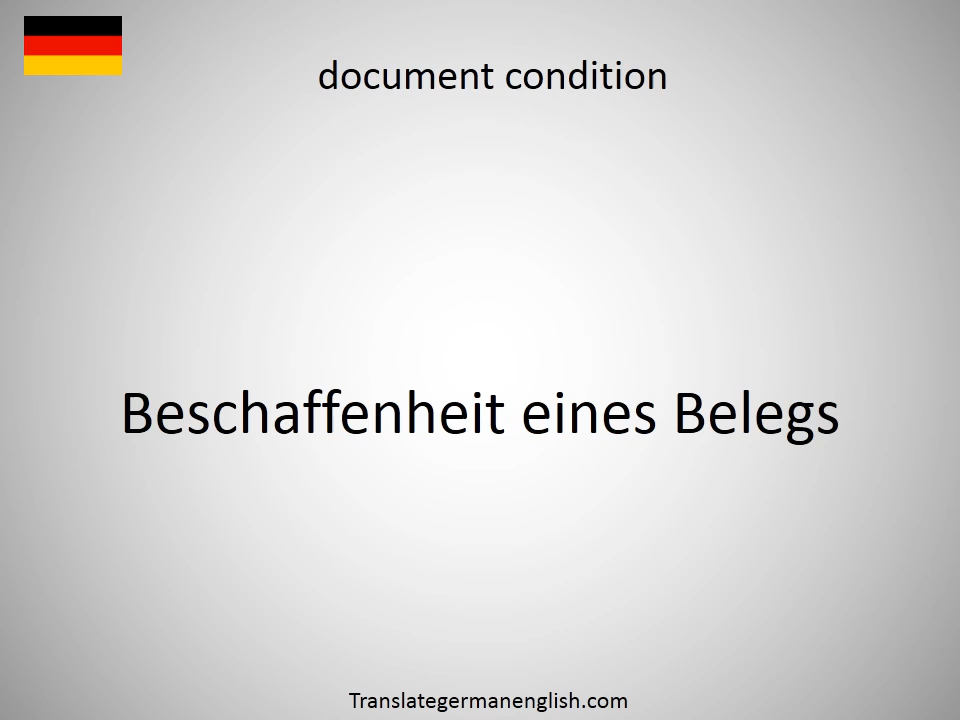 document condition
Beschaffenheit eines Belegs
Translategermanenglish.com